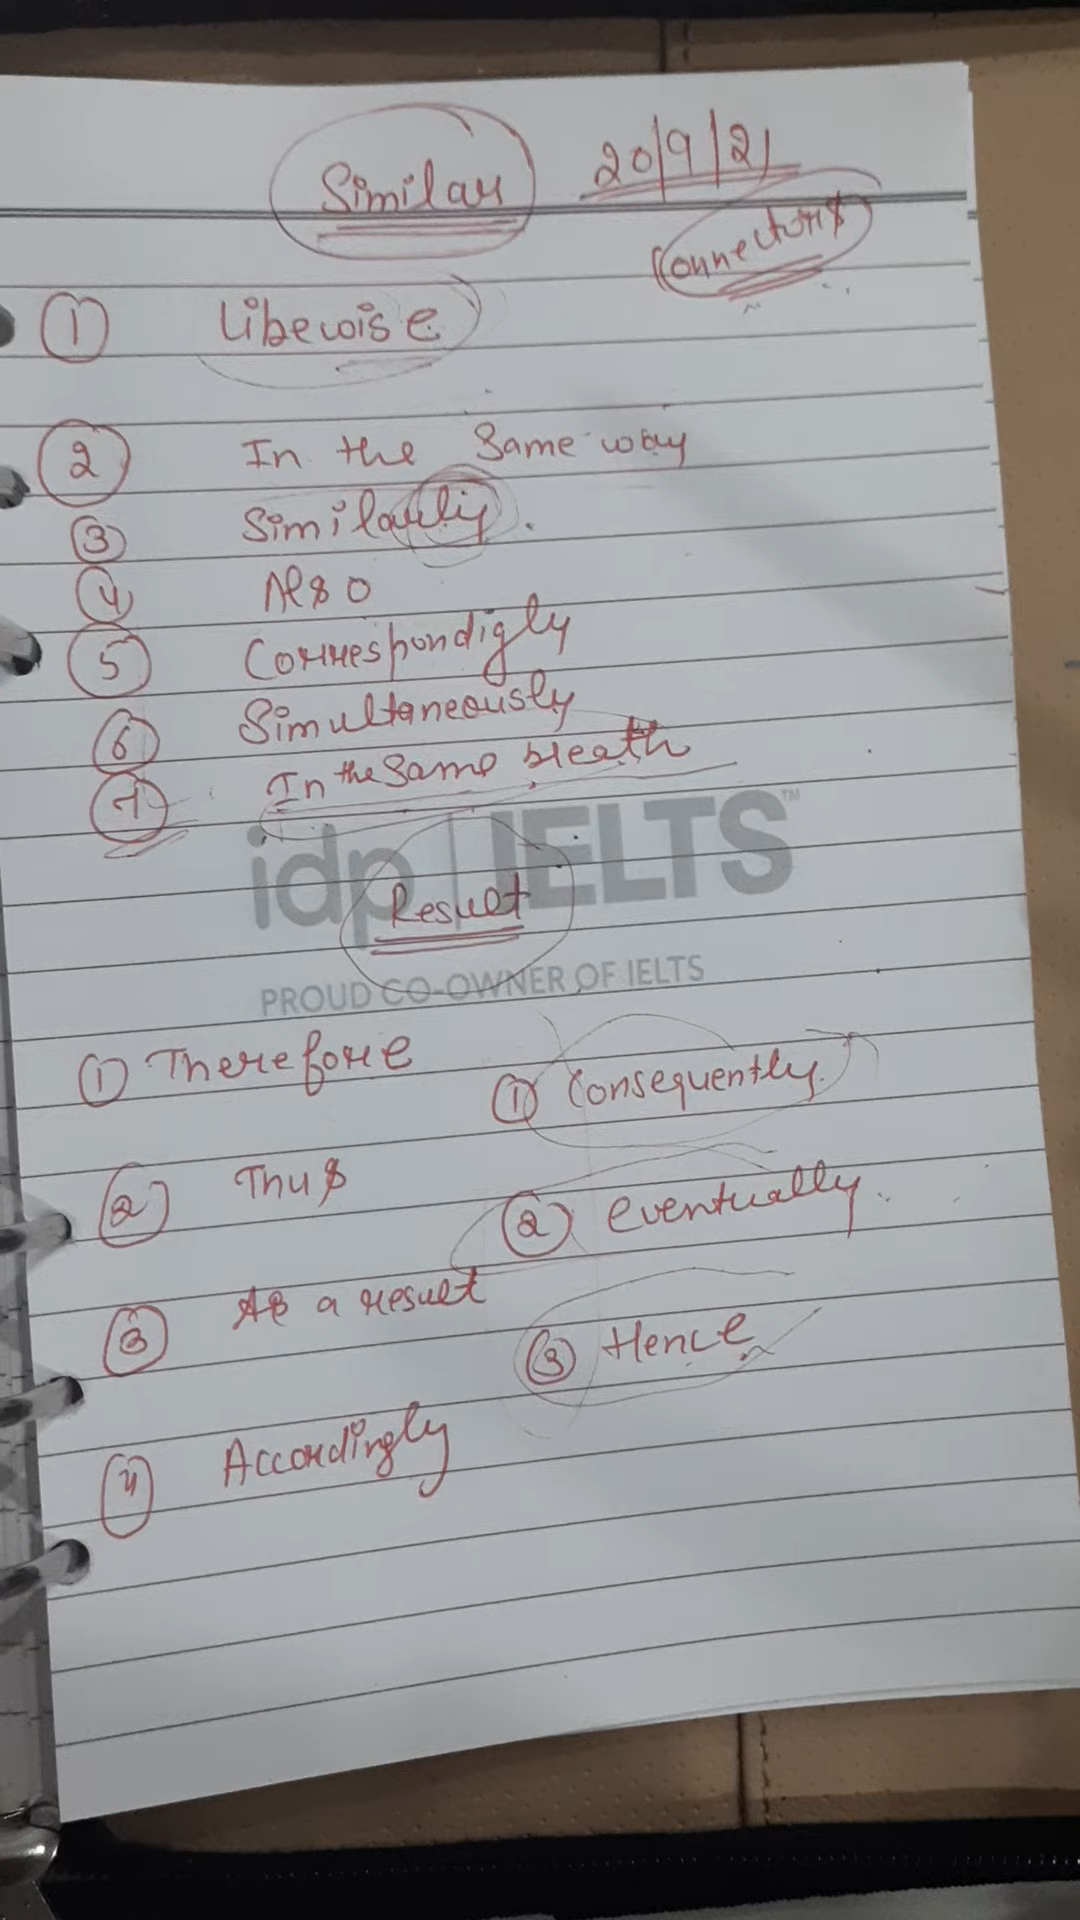 Similar 20/9/21
Connectors
1 Likewise
2 In the same way
3 Similarly.
4 Also
5 Correspondigly
6 Simultaneously
7 In the same breath
idp IELTS™
Result
PROUD CO-OWNER OF IELTS
1 Therefore
1 Consequently.
2 Thus
2 eventually.
3 As a result
3 Hence
4 Accordingly